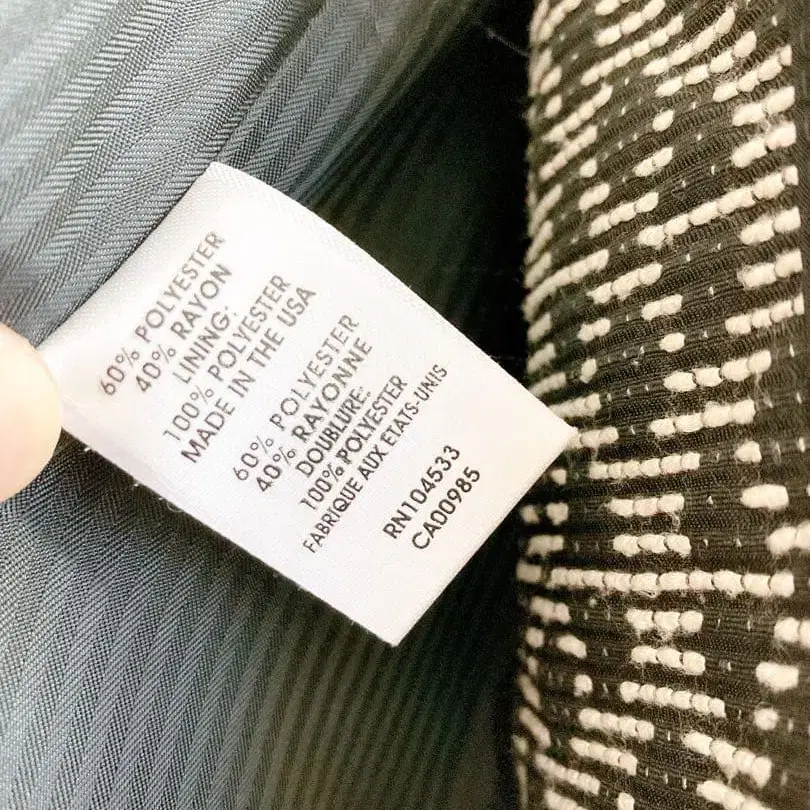 60% POLYESTER
40% RAYON
LINING:
100% POLYESTER
MADE IN THE USA
60% POLYESTER
40% RAYONNE
DOUBLURE:
100% POLYESTER
FABRIQUE AUX ETATS-UNIS
RN104533
CA00985